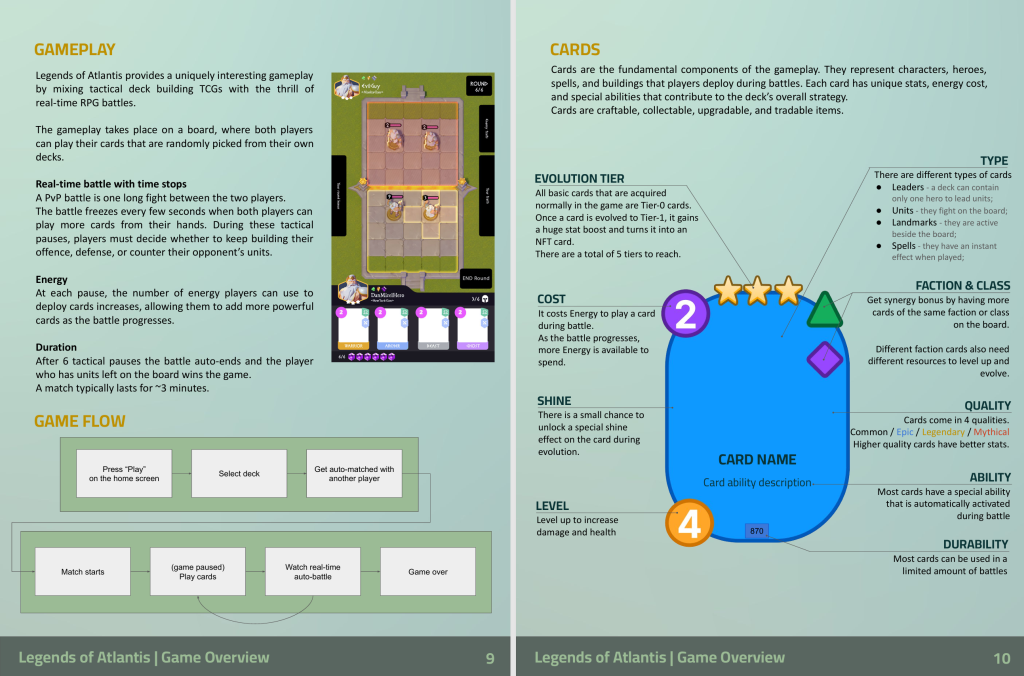 GAMEPLAY
Legends of Atlantis provides a uniquely interesting gameplay
by mixing tactical deck building TCGs with the thrill of
real-time RPG battles.
The gameplay takes place on a board, where both players
can play their cards that are randomly picked from their own
decks.
Real-time battle with time stops
A PvP battle is one long fight between the two players.
The battle freezes every few seconds when both players can
play more cards from their hands. During these tactical
pauses, players must decide whether to keep building their
offence, defense, or counter their opponent's units.
Energy
At each pause, the number of energy players can use to
deploy cards increases, allowing them to add more powerful
cards as the battle progresses.
Duration
After 6 tactical pauses the battle auto-ends and the player
who has units left on the board wins the game.
A match typically lasts for ~3 minutes.
EvilGuy
ROUND
6/6
END Round
DanMiniHero
3/6
2
2
2
2
4/6
GAME FLOW
Press "Play"
on the home screen
Select deck
Get auto-matched with
another player
Match starts
(game paused)
Play cards
Watch real-time
auto-battle
Game over
Legends of Atlantis | Game Overview
9
CARDS
Cards are the fundamental components of the gameplay. They represent characters, heroes,
spells, and buildings that players deploy during battles. Each card has unique stats, energy cost,
and special abilities that contribute to the deck's overall strategy.
Cards are craftable, collectable, upgradable, and tradable items.
EVOLUTION TIER
All basic cards that are acquired
normally in the game are Tier-0 cards.
Once a card is evolved to Tier-1, it gains
a huge stat boost and turns it into an
NFT card.
There are a total of 5 tiers to reach.
COST
It costs Energy to play a card
during battle.
As the battle progresses,
more Energy is available to
spend.
SHINE
There is a small chance to
unlock a special shine
effect on the card during
evolution.
LEVEL
Level up to increase
damage and health
2
CARD NAME
Card ability description
4
870
TYPE
There are different types of cards
● Leaders - a deck can contain
only one hero to lead units;
● Units - they fight on the board;
● Landmarks - they are active
beside the board;
● Spells - they have an instant
effect when played;
FACTION & CLASS
Get synergy bonus by having more
cards of the same faction or class
on the board.
Different faction cards also need
different resources to level up and
evolve.
QUALITY
Cards come in 4 qualities.
Common / Epic / Legendary / Mythical
Higher quality cards have better stats.
ABILITY
Most cards have a special ability
that is automatically activated
during battle
DURABILITY
Most cards can be used in a
limited amount of battles
Legends of Atlantis | Game Overview
10